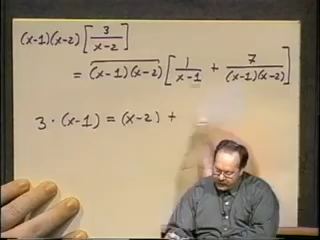 (x-1)(x-2) [ 3/(x-2) ]
= (x-1)(x-2) [ 1/(x-1) + 7/((x-1)(x-2)) ]
3 · (x-1) = (x-2) +